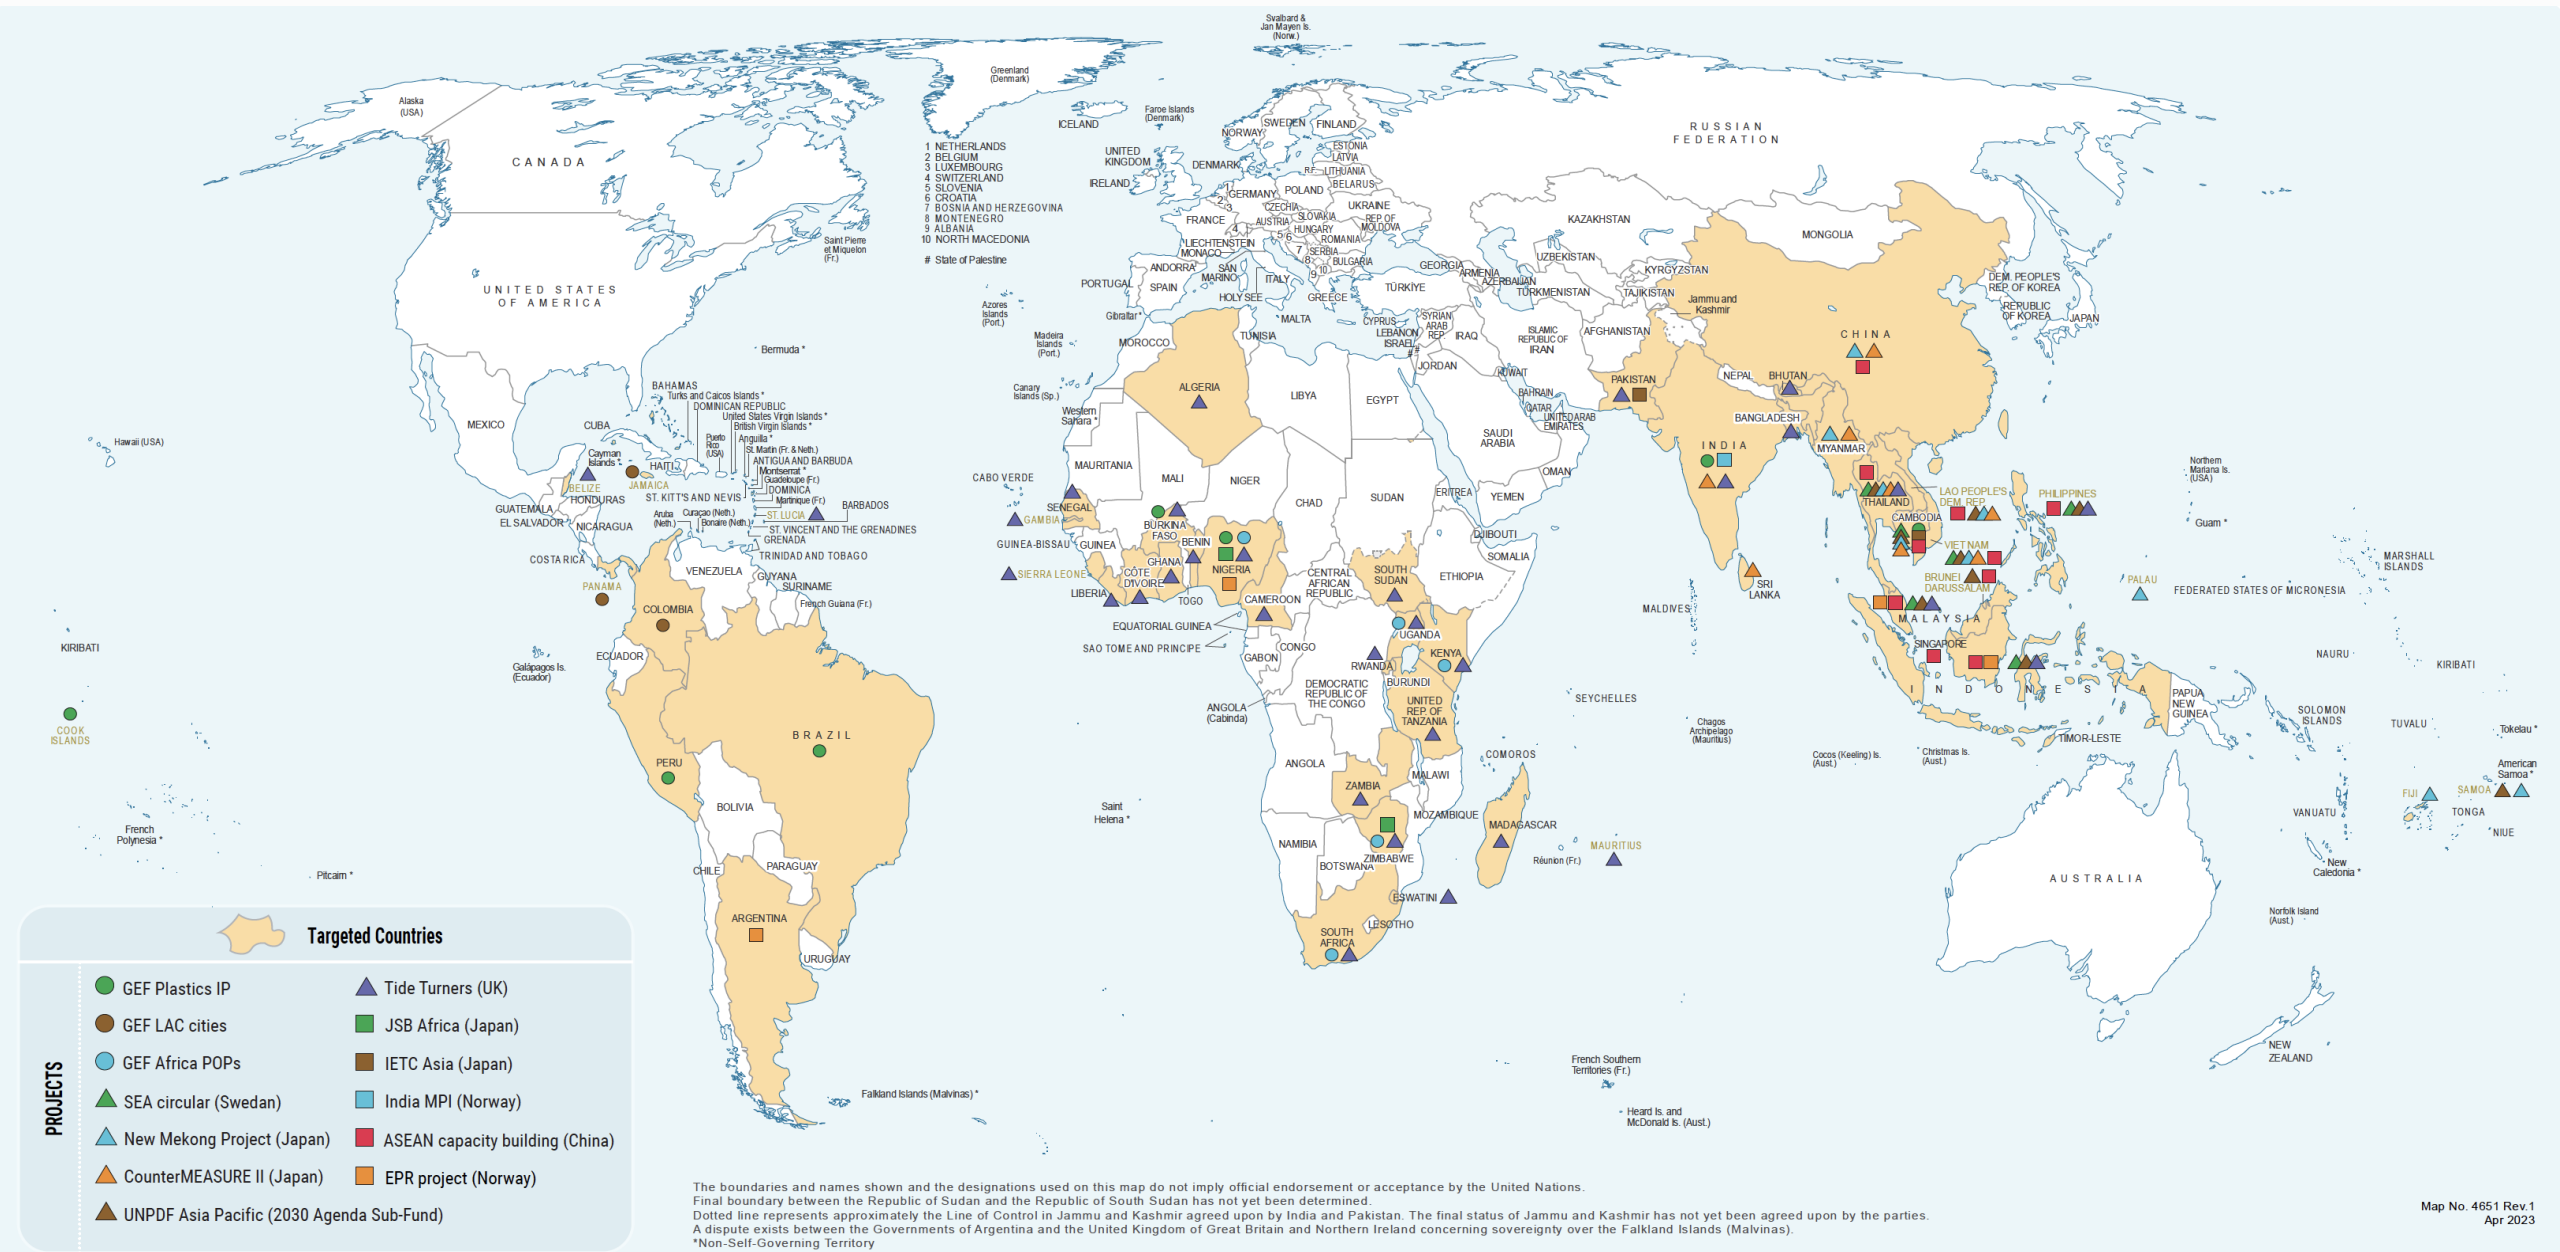 Svalbard &
Jan Mayen Is.
(Norw.)
Greenland
(Denmark)
Alaska
(USA)
CANADA
ICELAND
Faroe Islands
(Denmark)
NORWAY
SWEDEN
FINLAND
RUSSIAN
FEDERATION
1 NETHERLANDS
2 BELGIUM
3 LUXEMBOURG
4 SWITZERLAND
5 SLOVENIA
6 CROATIA
7 BOSNIA AND HERZEGOVINA
8 MONTENEGRO
9 ALBANIA
10 NORTH MACEDONIA
# State of Palestine
UNITED
KINGDOM
IRELAND
DENMARK
ESTONIA
LATVIA
R.F.
LITHUANIA
BELARUS
POLAND
GERMANY
1
2
3
4
5
6
7
8
9
10
CZECHIA
SLOVAKIA
UKRAINE
REP. OF
MOLDOVA
FRANCE
AUSTRIA
HUNGARY
ROMANIA
LIECHTENSTEIN
MONACO
SERBIA
BULGARIA
ANDORRA
SAN
MARINO
ITALY
HOLY SEE
GREECE
PORTUGAL
SPAIN
Gibraltar *
MALTA
Saint Pierre
et Miquelon
(Fr.)
UNITED STATES
OF AMERICA
Azores
Islands
(Port.)
Madeira
Islands
(Port.)
Canary
Islands (Sp.)
Bermuda *
KAZAKHSTAN
MONGOLIA
GEORGIA
ARMENIA
AZERBAIJAN
UZBEKISTAN
TURKMENISTAN
KYRGYZSTAN
TAJIKISTAN
TÜRKİYE
CYPRUS
LEBANON
ISRAEL
#
#
SYRIAN
ARAB
REP.
IRAQ
ISLAMIC
REPUBLIC OF
IRAN
AFGHANISTAN
Jammu and
Kashmir
CHINA
DEM. PEOPLE'S
REP. OF KOREA
REPUBLIC
OF KOREA
JAPAN
MOROCCO
TUNISIA
ALGERIA
LIBYA
EGYPT
JORDAN
KUWAIT
BAHRAIN
QATAR
UNITED ARAB
EMIRATES
SAUDI
ARABIA
OMAN
YEMEN
PAKISTAN
NEPAL
BHUTAN
BANGLADESH
INDIA
MYANMAR
Western
Sahara *
MAURITANIA
MALI
NIGER
CHAD
SUDAN
ERITREA
DJIBOUTI
SOMALIA
ETHIOPIA
Hawaii (USA)
MEXICO
CUBA
BAHAMAS
Turks and Caicos Islands *
DOMINICAN REPUBLIC
United States Virgin Islands *
British Virgin Islands *
Puerto
Rico
(USA)
Anguilla *
St. Martin (Fr. & Neth.)
ANTIGUA AND BARBUDA
Montserrat *
Guadeloupe (Fr.)
DOMINICA
Martinique (Fr.)
BARBADOS
Cayman
Islands *
HAITI
JAMAICA
BELIZE
HONDURAS
ST. KITT'S AND NEVIS
GUATEMALA
EL SALVADOR
NICARAGUA
Aruba
(Neth.)
Curaçao (Neth.)
Bonaire (Neth.)
ST. LUCIA
ST. VINCENT AND THE GRENADINES
GRENADA
TRINIDAD AND TOBAGO
COSTA RICA
PANAMA
VENEZUELA
GUYANA
SURINAME
French Guiana (Fr.)
COLOMBIA
ECUADOR
Galápagos Is.
(Ecuador)
KIRIBATI
COOK
ISLANDS
PERU
BRAZIL
BOLIVIA
French
Polynesia *
Pitcairn *
CHILE
PARAGUAY
ARGENTINA
URUGUAY
Falkland Islands (Malvinas) *
CABO VERDE
SENEGAL
GAMBIA
GUINEA-BISSAU
GUINEA
SIERRA LEONE
LIBERIA
CÔTE
D'IVOIRE
BURKINA
FASO
GHANA
BENIN
TOGO
NIGERIA
CAMEROON
CENTRAL
AFRICAN
REPUBLIC
SOUTH
SUDAN
EQUATORIAL GUINEA
SAO TOME AND PRINCIPE
GABON
CONGO
UGANDA
KENYA
RWANDA
BURUNDI
DEMOCRATIC
REPUBLIC OF
THE CONGO
UNITED
REP. OF
TANZANIA
ANGOLA
(Cabinda)
SEYCHELLES
COMOROS
ANGOLA
ZAMBIA
MALAWI
MOZAMBIQUE
MADAGASCAR
Saint
Helena *
NAMIBIA
ZIMBABWE
BOTSWANA
Réunion (Fr.)
MAURITIUS
ESWATINI
LESOTHO
SOUTH
AFRICA
THAILAND
LAO PEOPLE'S
DEM. REP.
PHILIPPINES
Northern
Mariana Is.
(USA)
Guam *
CAMBODIA
VIET NAM
BRUNEI
DARUSSALAM
SRI
LANKA
MALDIVES
MALAYSIA
SINGAPORE
INDONESIA
PALAU
FEDERATED STATES OF MICRONESIA
MARSHALL
ISLANDS
NAURU
KIRIBATI
PAPUA
NEW
GUINEA
SOLOMON
ISLANDS
TUVALU
Tokelau *
Chagos
Archipelago
(Mauritius)
Cocos (Keeling) Is.
(Aust.)
Christmas Is.
(Aust.)
TIMOR-LESTE
American
Samoa *
FIJI
SAMOA
VANUATU
TONGA
NIUE
New
Caledonia *
AUSTRALIA
Norfolk Island
(Aust.)
NEW
ZEALAND
French Southern
Territories (Fr.)
Heard Is. and
McDonald Is. (Aust.)
Targeted Countries
PROJECTS
GEF Plastics IP
GEF LAC cities
GEF Africa POPs
SEA circular (Swedan)
New Mekong Project (Japan)
CounterMEASURE II (Japan)
UNPDF Asia Pacific (2030 Agenda Sub-Fund)
Tide Turners (UK)
JSB Africa (Japan)
IETC Asia (Japan)
India MPI (Norway)
ASEAN capacity building (China)
EPR project (Norway)
The boundaries and names shown and the designations used on this map do not imply official endorsement or acceptance by the United Nations.
Final boundary between the Republic of Sudan and the Republic of South Sudan has not yet been determined.
Dotted line represents approximately the Line of Control in Jammu and Kashmir agreed upon by India and Pakistan. The final status of Jammu and Kashmir has not yet been agreed upon by the parties.
A dispute exists between the Governments of Argentina and the United Kingdom of Great Britain and Northern Ireland concerning sovereignty over the Falkland Islands (Malvinas).
*Non-Self-Governing Territory
Map No. 4651 Rev.1
Apr 2023